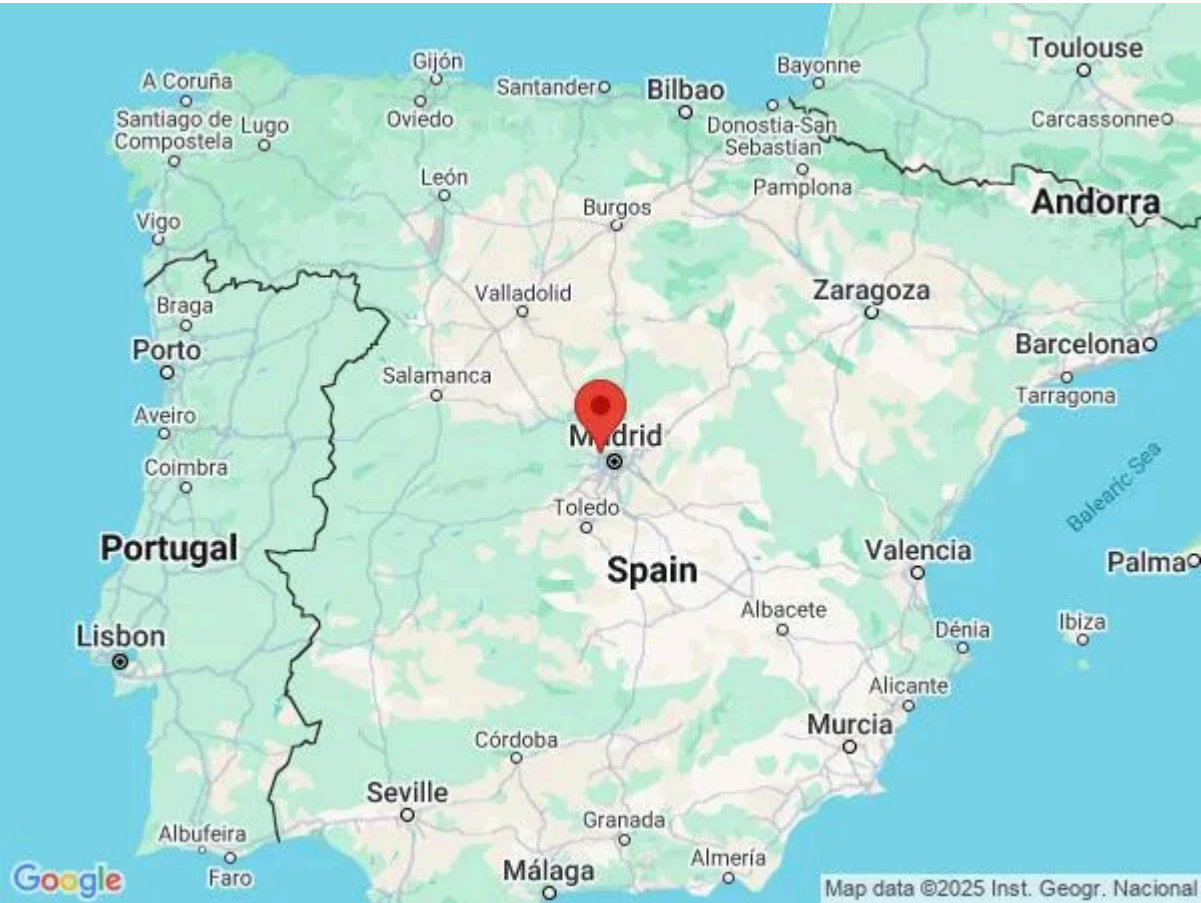 Toulouse
Gijón
Bayonne
A Coruña
Santander
Bilbao
Carcassonne
Santiago de
Compostela
Lugo
Oviedo
Donostia-San
Sebastian
León
Pamplona
Andorra
Burgos
Vigo
Zaragoza
Valladolid
Braga
Porto
Barcelona
Salamanca
Tarragona
Aveiro
Madrid
Coimbra
Balearic Sea
Toledo
Portugal
Valencia
Palma
Spain
Albacete
Ibiza
Lisbon
Dénia
Alicante
Murcia
Córdoba
Seville
Granada
Albufeira
Almería
Málaga
Faro
Google
Map data ©2025 Inst. Geogr. Nacional